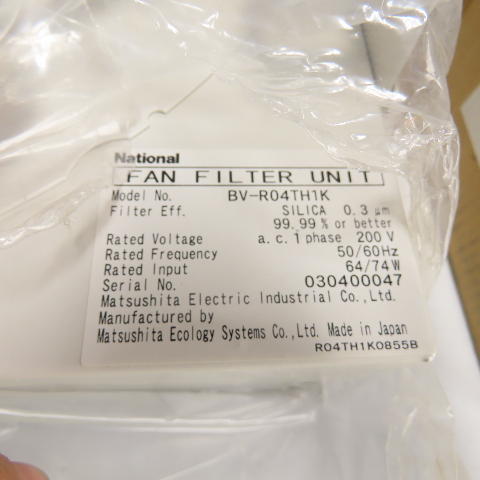 National
FAN FILTER UNIT
Model No. BV-R04TH1K
Filter Eff. SILICA 0.3 μm
99.99% or better
Rated Voltage a.c.1 phase 200 V
Rated Frequency 50/60Hz
Rated Input 64/74W
Serial No. 030400047
Matsushita Electric Industrial Co., Ltd.
Manufactured by
Matsushita Ecology Systems Co., Ltd. Made in Japan
R04TH1K0855B